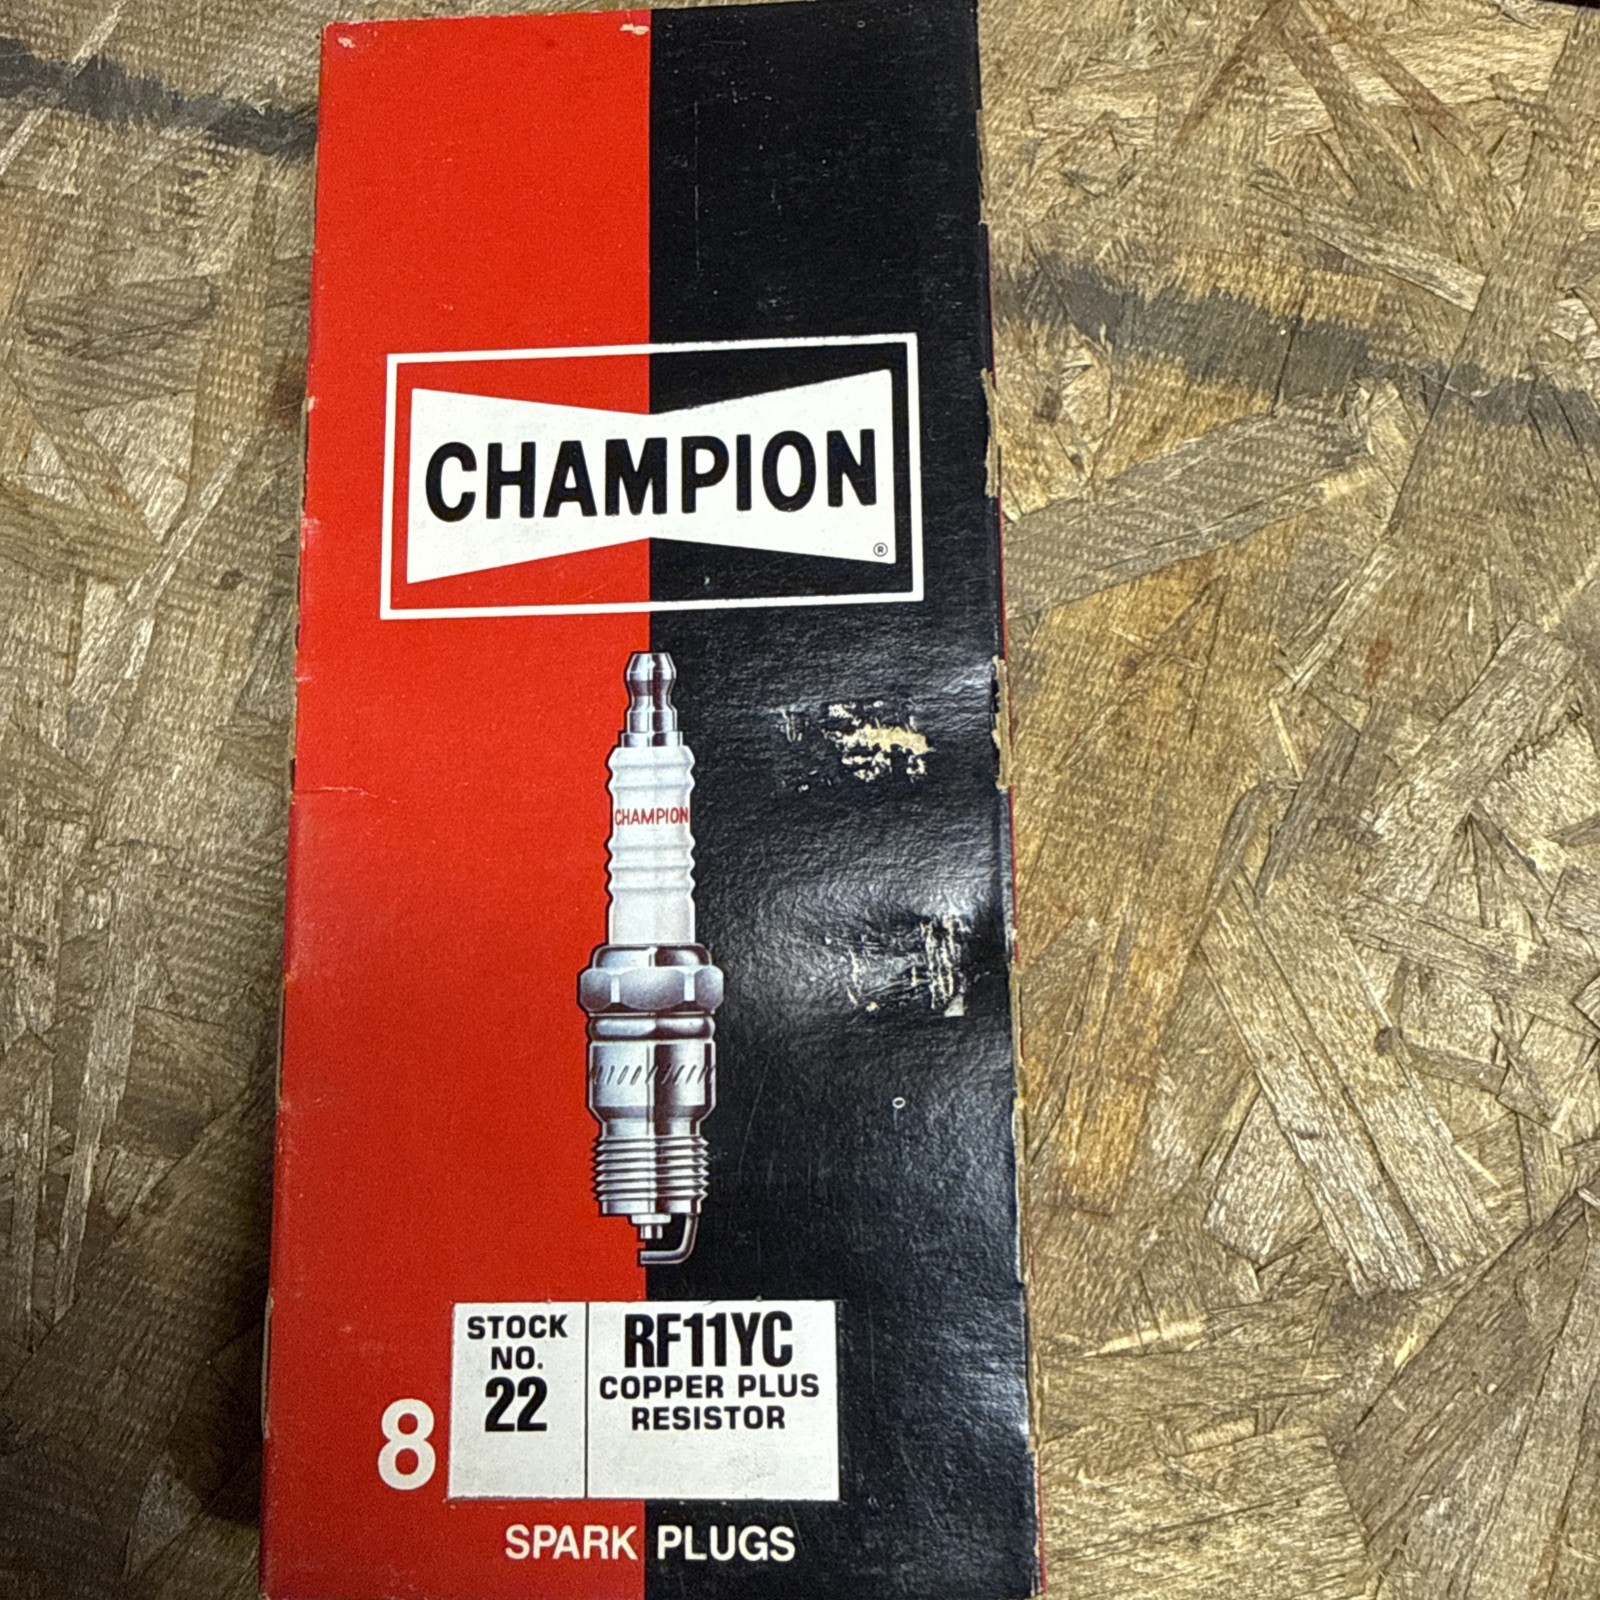 CHAMPION
®
CHAMPION
STOCK
NO.
22
RF11YC
COPPER PLUS
RESISTOR
8
SPARK PLUGS